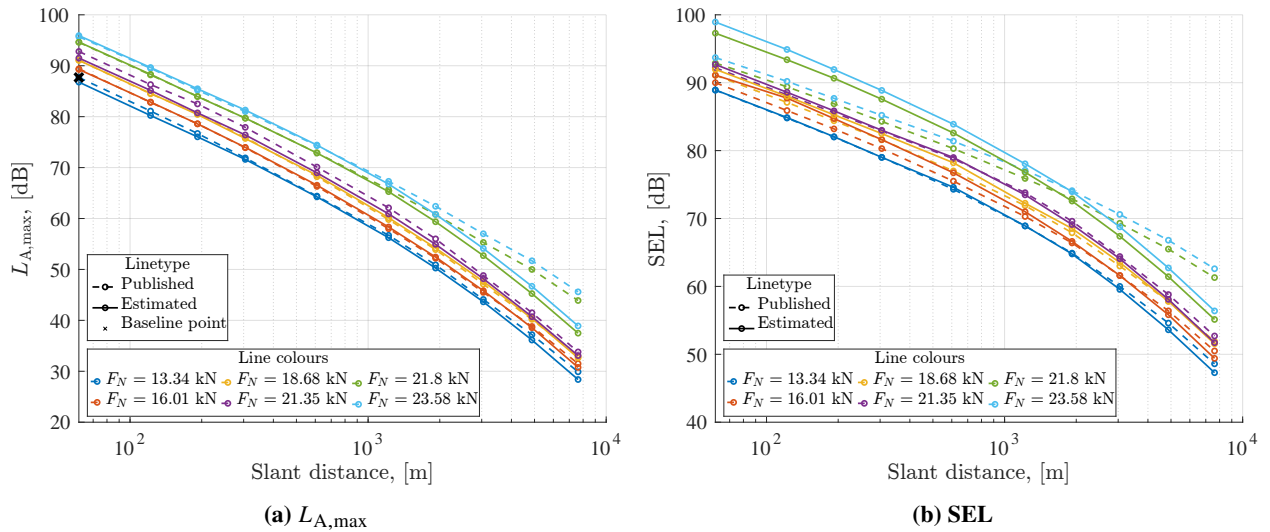 100
90
80
70
60
50
40
30
20
L_A,max, [dB]
Linetype
Published
Estimated
Baseline point
Line colours
F_N = 13.34 kN F_N = 18.68 kN F_N = 21.8 kN
F_N = 16.01 kN F_N = 21.35 kN F_N = 23.58 kN
10^2 10^3 10^4
Slant distance, [m]
(a) L_A,max
100
90
80
70
60
50
40
SEL, [dB]
Linetype
Published
Estimated
Line colours
F_N = 13.34 kN F_N = 18.68 kN F_N = 21.8 kN
F_N = 16.01 kN F_N = 21.35 kN F_N = 23.58 kN
10^2 10^3 10^4
Slant distance, [m]
(b) SEL